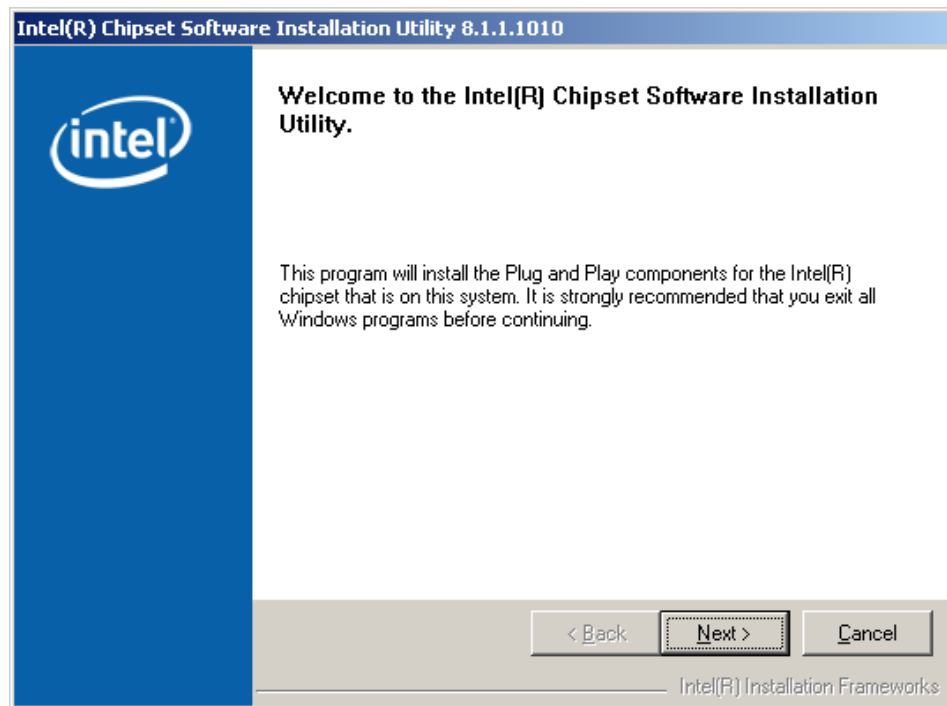 Intel(R) Chipset Software Installation Utility 8.1.1.1010
intel
Welcome to the Intel(R) Chipset Software Installation
Utility.
This program will install the Plug and Play components for the Intel(R)
chipset that is on this system. It is strongly recommended that you exit all
Windows programs before continuing.
< Back
Next >
Cancel
Intel(R) Installation Frameworks